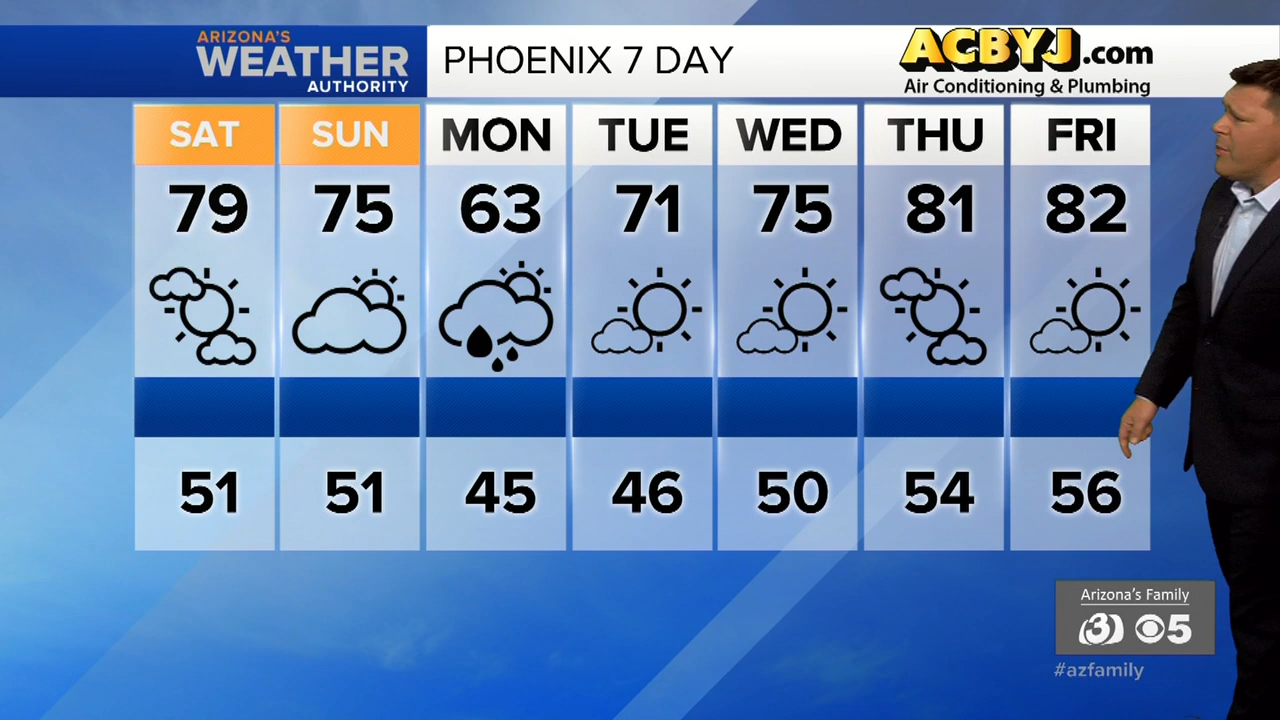 ARIZONA'S
WEATHER
AUTHORITY
PHOENIX 7 DAY
ACBYJ.com
Air Conditioning & Plumbing
SAT SUN MON TUE WED THU FRI
79 75 63 71 75 81 82
51 51 45 46 50 54 56
Arizona's Family
3 5
#azfamily